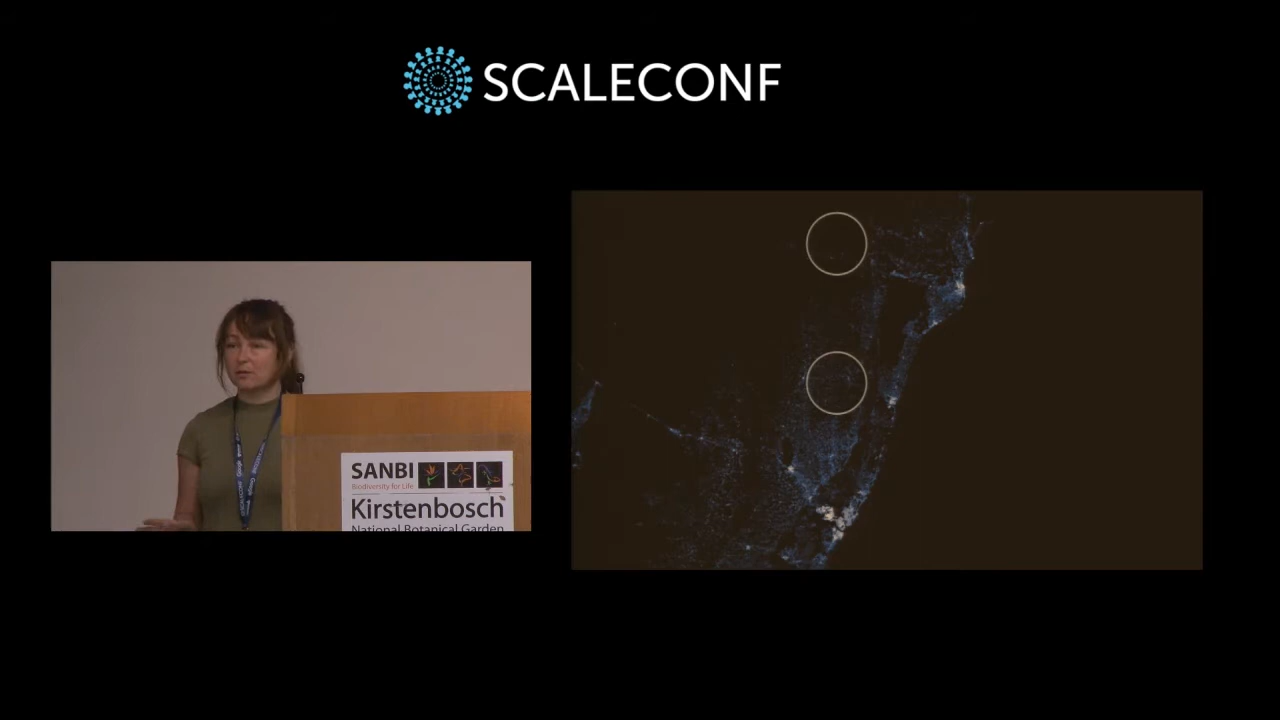 SCALECONF
SANBI
Biodiversity for Life
Kirstenbosch
National Botanical Garden